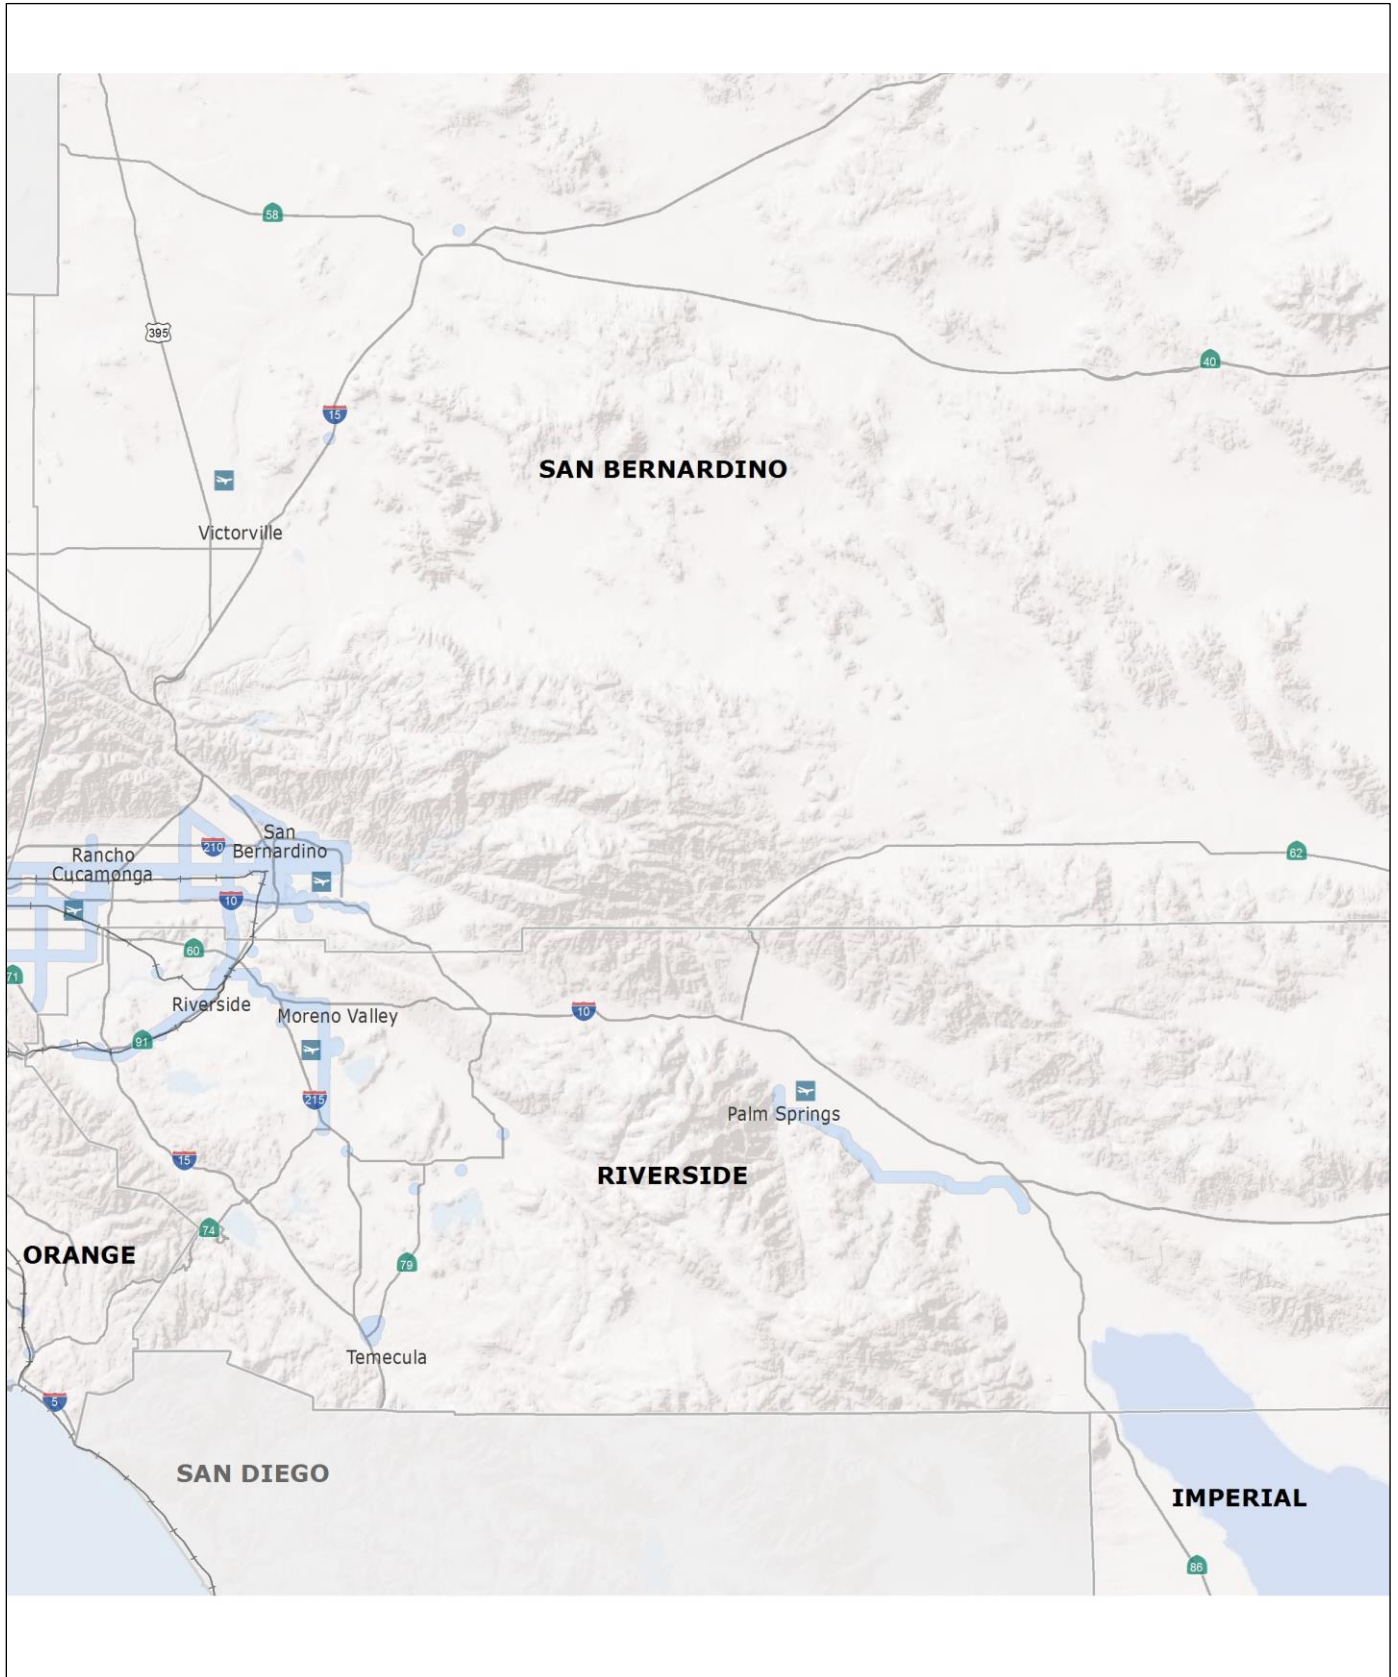 58
395
40
15
SAN BERNARDINO
Victorville
San
Bernardino
210
Rancho
Cucamonga
62
10
60
71
Riverside
Moreno Valley
10
91
215
Palm Springs
15
RIVERSIDE
74
ORANGE
79
Temecula
5
SAN DIEGO
IMPERIAL
86